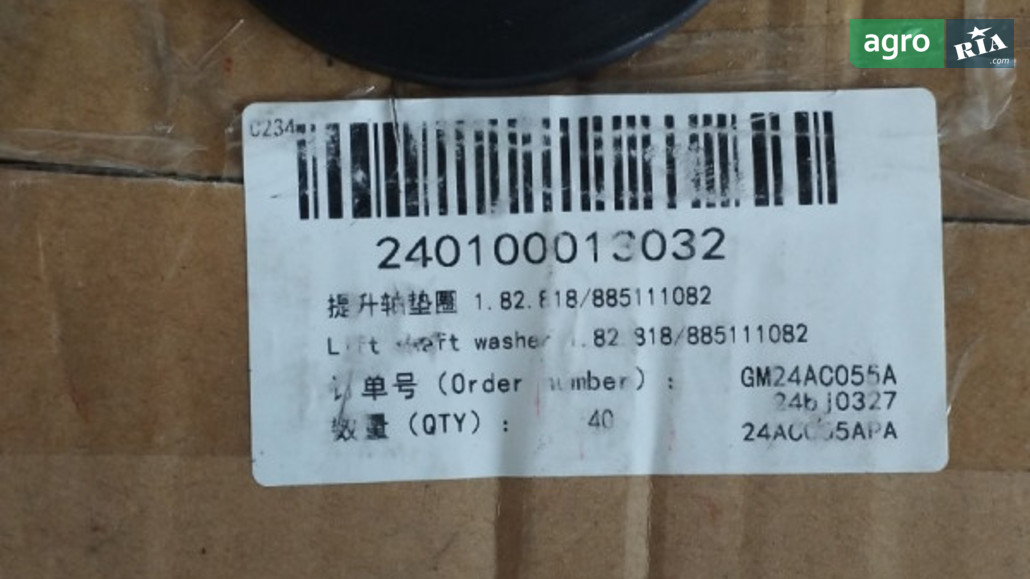 agro RIA .com
C234
240100013032
提升轴垫圈 1.82.818/885111082
Lift shaft washer 1.82 818/885111082
订单号（Order number）： GM24AC055A
24bj0327
数量（QTY）： 40